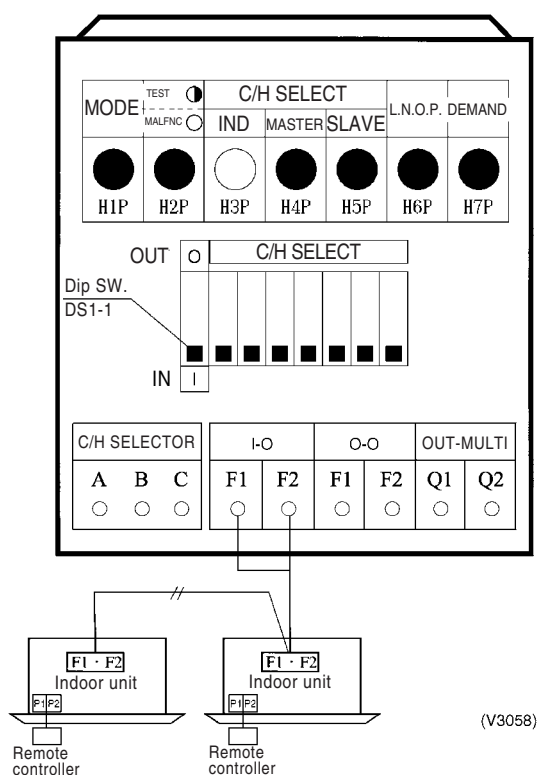 MODE
TEST
MALFNC
C/H SELECT
IND MASTER SLAVE
L.N.O.P. DEMAND
H1P H2P H3P H4P H5P H6P H7P
OUT O C/H SELECT
Dip SW.
DS1-1
IN I
C/H SELECTOR I-O O-O OUT-MULTI
A B C F1 F2 F1 F2 Q1 Q2
F1 · F2 F1 · F2
Indoor unit Indoor unit
P1 P2 P1 P2
(V3058)
Remote controller
Remote controller